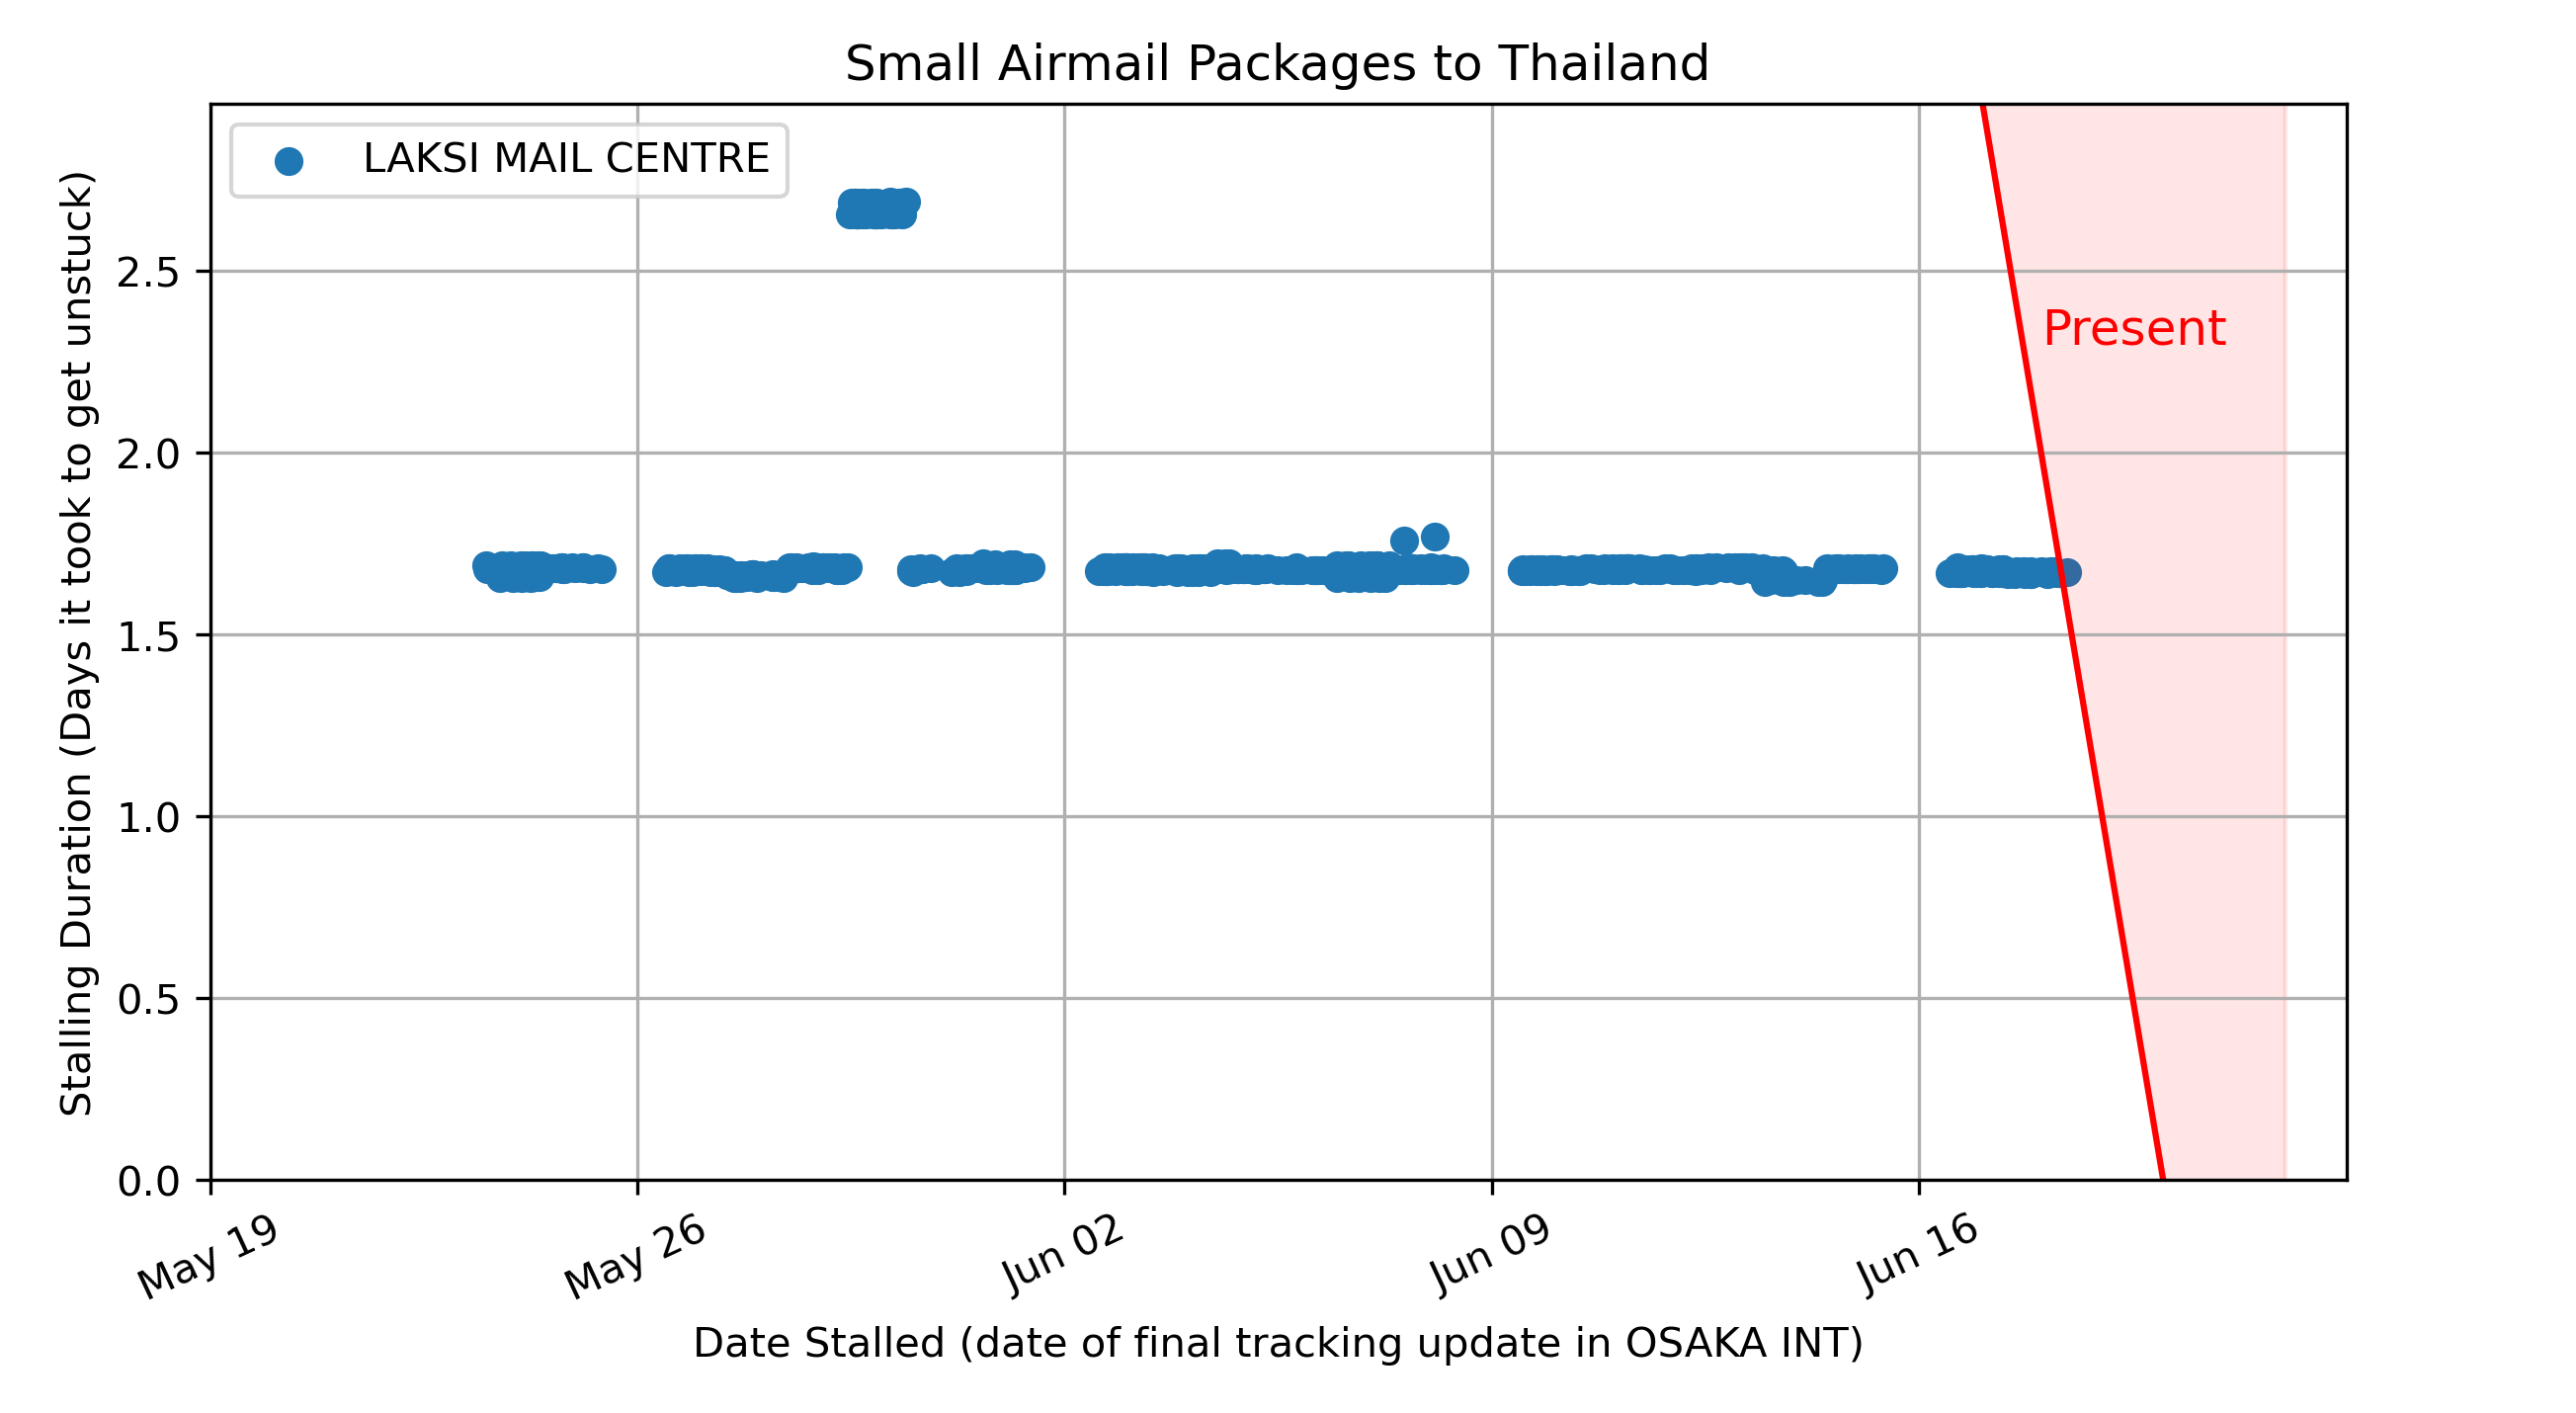 Small Airmail Packages to Thailand
LAKSI MAIL CENTRE
Present
Stalling Duration (Days it took to get unstuck)
2.5
2.0
1.5
1.0
0.5
0.0
May 19
May 26
Jun 02
Jun 09
Jun 16
Date Stalled (date of final tracking update in OSAKA INT)